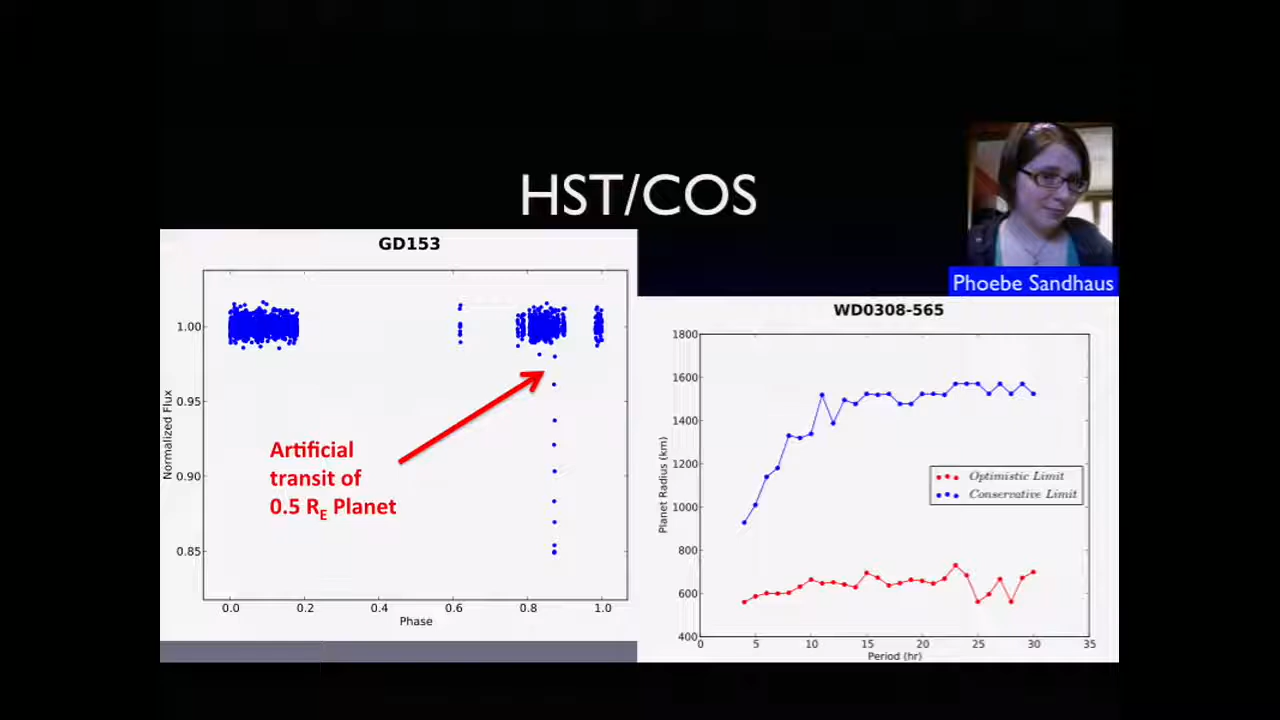 HST/COS
Phoebe Sandhaus
GD153
1.00
0.95
0.90
0.85
Normalized Flux
Artificial
transit of
0.5 RE Planet
0.0 0.2 0.4 0.6 0.8 1.0
Phase
WD0308-565
1800
1600
1400
1200
1000
800
600
400
Planet Radius (km)
Optimistic Limit
Conservative Limit
0 5 10 15 20 25 30 35
Period (hr)